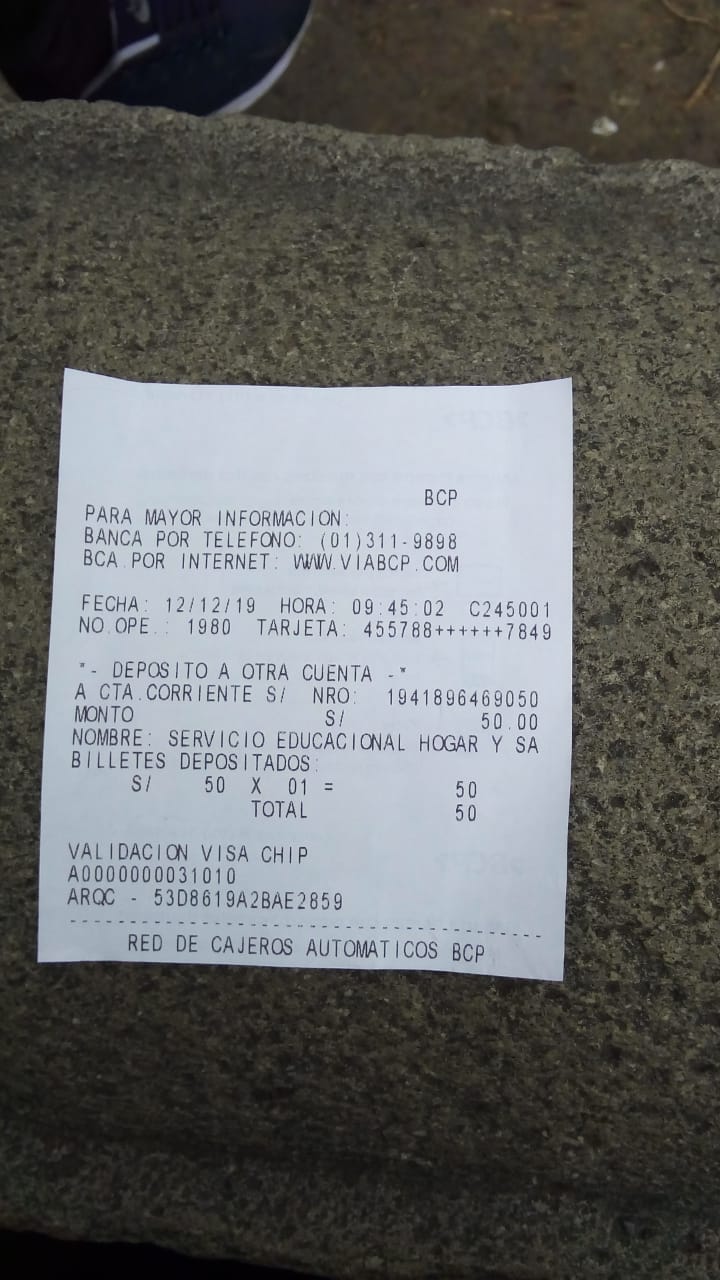 BCP
PARA MAYOR INFORMACION:
BANCA POR TELEFONO: (01)311-9898
BCA.POR INTERNET: WWW.VIABCP.COM
FECHA: 12/12/19 HORA: 09:45:02 C245001
NO.OPE.: 1980 TARJETA: 455788++++++7849
*- DEPOSITO A OTRA CUENTA -*
A CTA.CORRIENTE S/ NRO: 1941896469050
MONTO S/ 50.00
NOMBRE: SERVICIO EDUCACIONAL HOGAR Y SA
BILLETES DEPOSITADOS:
S/ 50 X 01 = 50
TOTAL 50
VALIDACION VISA CHIP
A0000000031010
ARQC - 53D8619A2BAE2859
---------------------------------------
RED DE CAJEROS AUTOMATICOS BCP